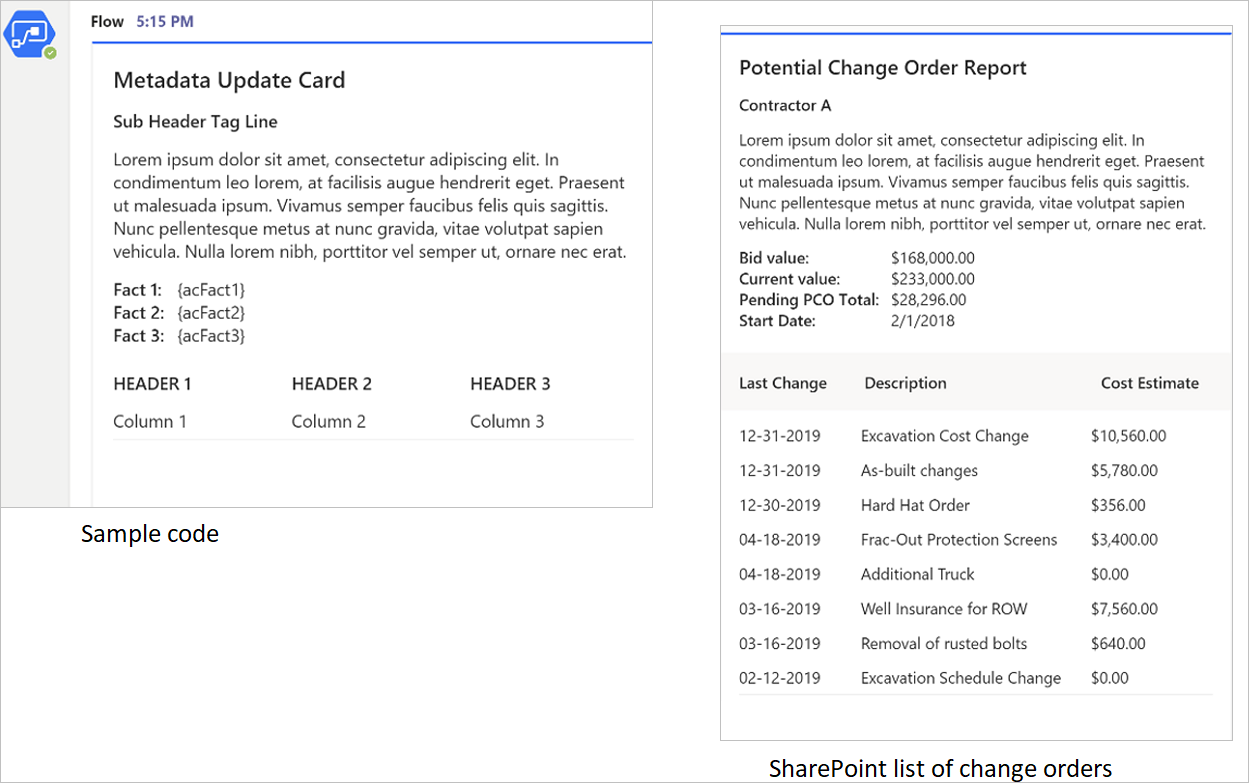 Flow 5:15 PM
Metadata Update Card
Sub Header Tag Line
Lorem ipsum dolor sit amet, consectetur adipiscing elit. In
condimentum leo lorem, at facilisis augue hendrerit eget. Praesent
ut malesuada ipsum. Vivamus semper faucibus felis quis sagittis.
Nunc pellentesque metus at nunc gravida, vitae volutpat sapien
vehicula. Nulla lorem nibh, porttitor vel semper ut, ornare nec erat.
Fact 1: {acFact1}
Fact 2: {acFact2}
Fact 3: {acFact3}
HEADER 1 HEADER 2 HEADER 3
Column 1 Column 2 Column 3
Sample code
Potential Change Order Report
Contractor A
Lorem ipsum dolor sit amet, consectetur adipiscing elit. In
condimentum leo lorem, at facilisis augue hendrerit eget. Praesent
ut malesuada ipsum. Vivamus semper faucibus felis quis sagittis.
Nunc pellentesque metus at nunc gravida, vitae volutpat sapien
vehicula. Nulla lorem nibh, porttitor vel semper ut, ornare nec erat.
Bid value: $168,000.00
Current value: $233,000.00
Pending PCO Total: $28,296.00
Start Date: 2/1/2018
Last Change Description Cost Estimate
12-31-2019 Excavation Cost Change $10,560.00
12-31-2019 As-built changes $5,780.00
12-30-2019 Hard Hat Order $356.00
04-18-2019 Frac-Out Protection Screens $3,400.00
04-18-2019 Additional Truck $0.00
03-16-2019 Well Insurance for ROW $7,560.00
03-16-2019 Removal of rusted bolts $640.00
02-12-2019 Excavation Schedule Change $0.00
SharePoint list of change orders